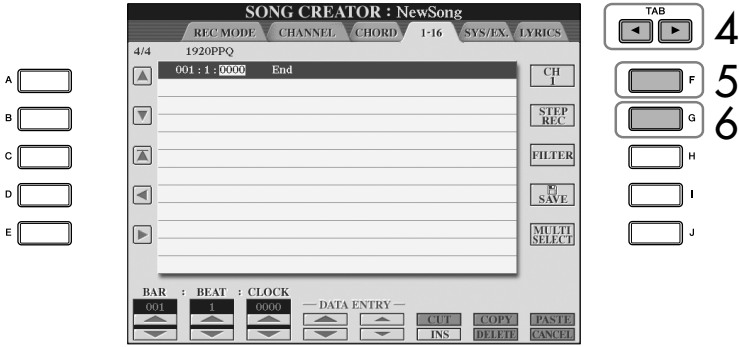 SONG CREATOR : NewSong
REC MODE CHANNEL CHORD 1-16 SYS/EX. LYRICS
4/4 1920PPQ
001 : 1 : 0000 End
CH
1
STEP
REC
FILTER
SAVE
MULTI
SELECT
A
B
C
D
E
TAB
4
F
5
G
6
H
I
J
BAR : BEAT : CLOCK
001 1 0000
DATA ENTRY
CUT COPY PASTE
INS DELETE CANCEL